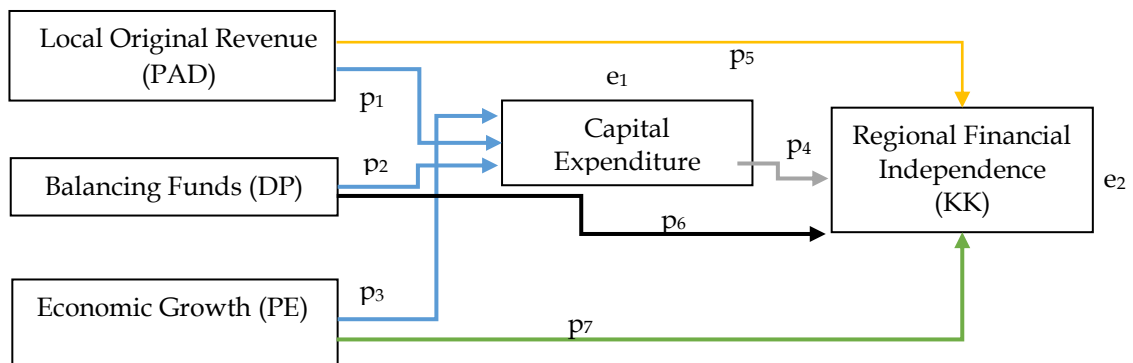 Local Original Revenue
(PAD)
p5
e1
p1
Capital
Expenditure
p4
Regional Financial
Independence
(KK)
e2
p2
Balancing Funds (DP)
p6
p3
Economic Growth (PE)
p7